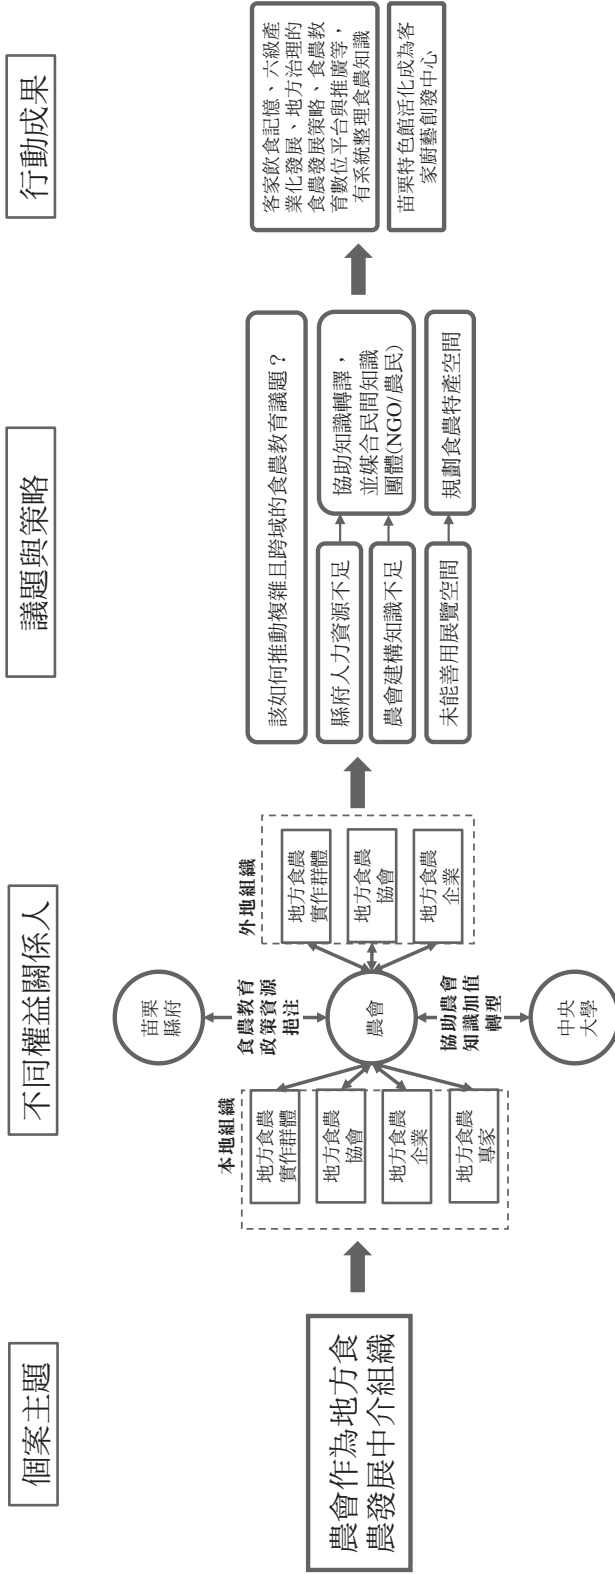 個案主題
不同權益關係人
議題與策略
行動成果
農會作為地方食
農發展中介組織
本地組織
地方食農
實作群體
地方食農
協會
地方食農
企業
地方食農
專家
苗栗
縣府
食農教育
政策資源
挹注
農會
協助農會
知識加值
轉型
中央
大學
外地組織
地方食農
實作群體
地方食農
協會
地方食農
企業
該如何推動複雜且跨域的食農教育議題？
縣府人力資源不足
農會建構知識不足
未能善用展覽空間
協助知識轉譯，
並媒合民間知識
團體(NGO/農民)
規劃食農特產空間
客家飲食記憶、六級產
業化發展、地方治理的
食農發展策略、食農教
育數位平台與推廣等，
有系統整理食農知識
苗栗特色館活化成為客
家廚藝創發中心